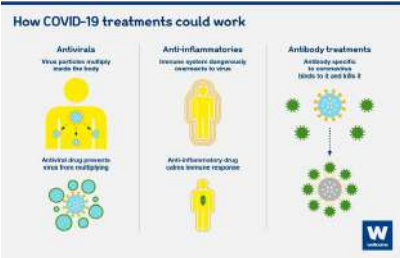 How COVID-19 treatments could work
Antivirals
Virus particles multiply
inside the body
Antiviral drug prevents
virus from multiplying
Anti-inflammatories
Immune system dangerously
overreacts to virus
Anti-inflammatory drug
calms immune response
Antibody treatments
Antibody specific
to coronavirus
binds to it and kills it
W
wellcome